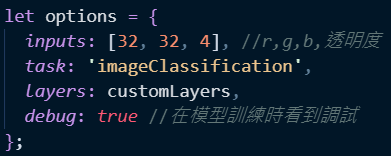 let options = {
inputs: [32, 32, 4], //r,g,b,透明度
task: 'imageClassification',
layers: customLayers,
debug: true //在模型訓練時看到調試
};